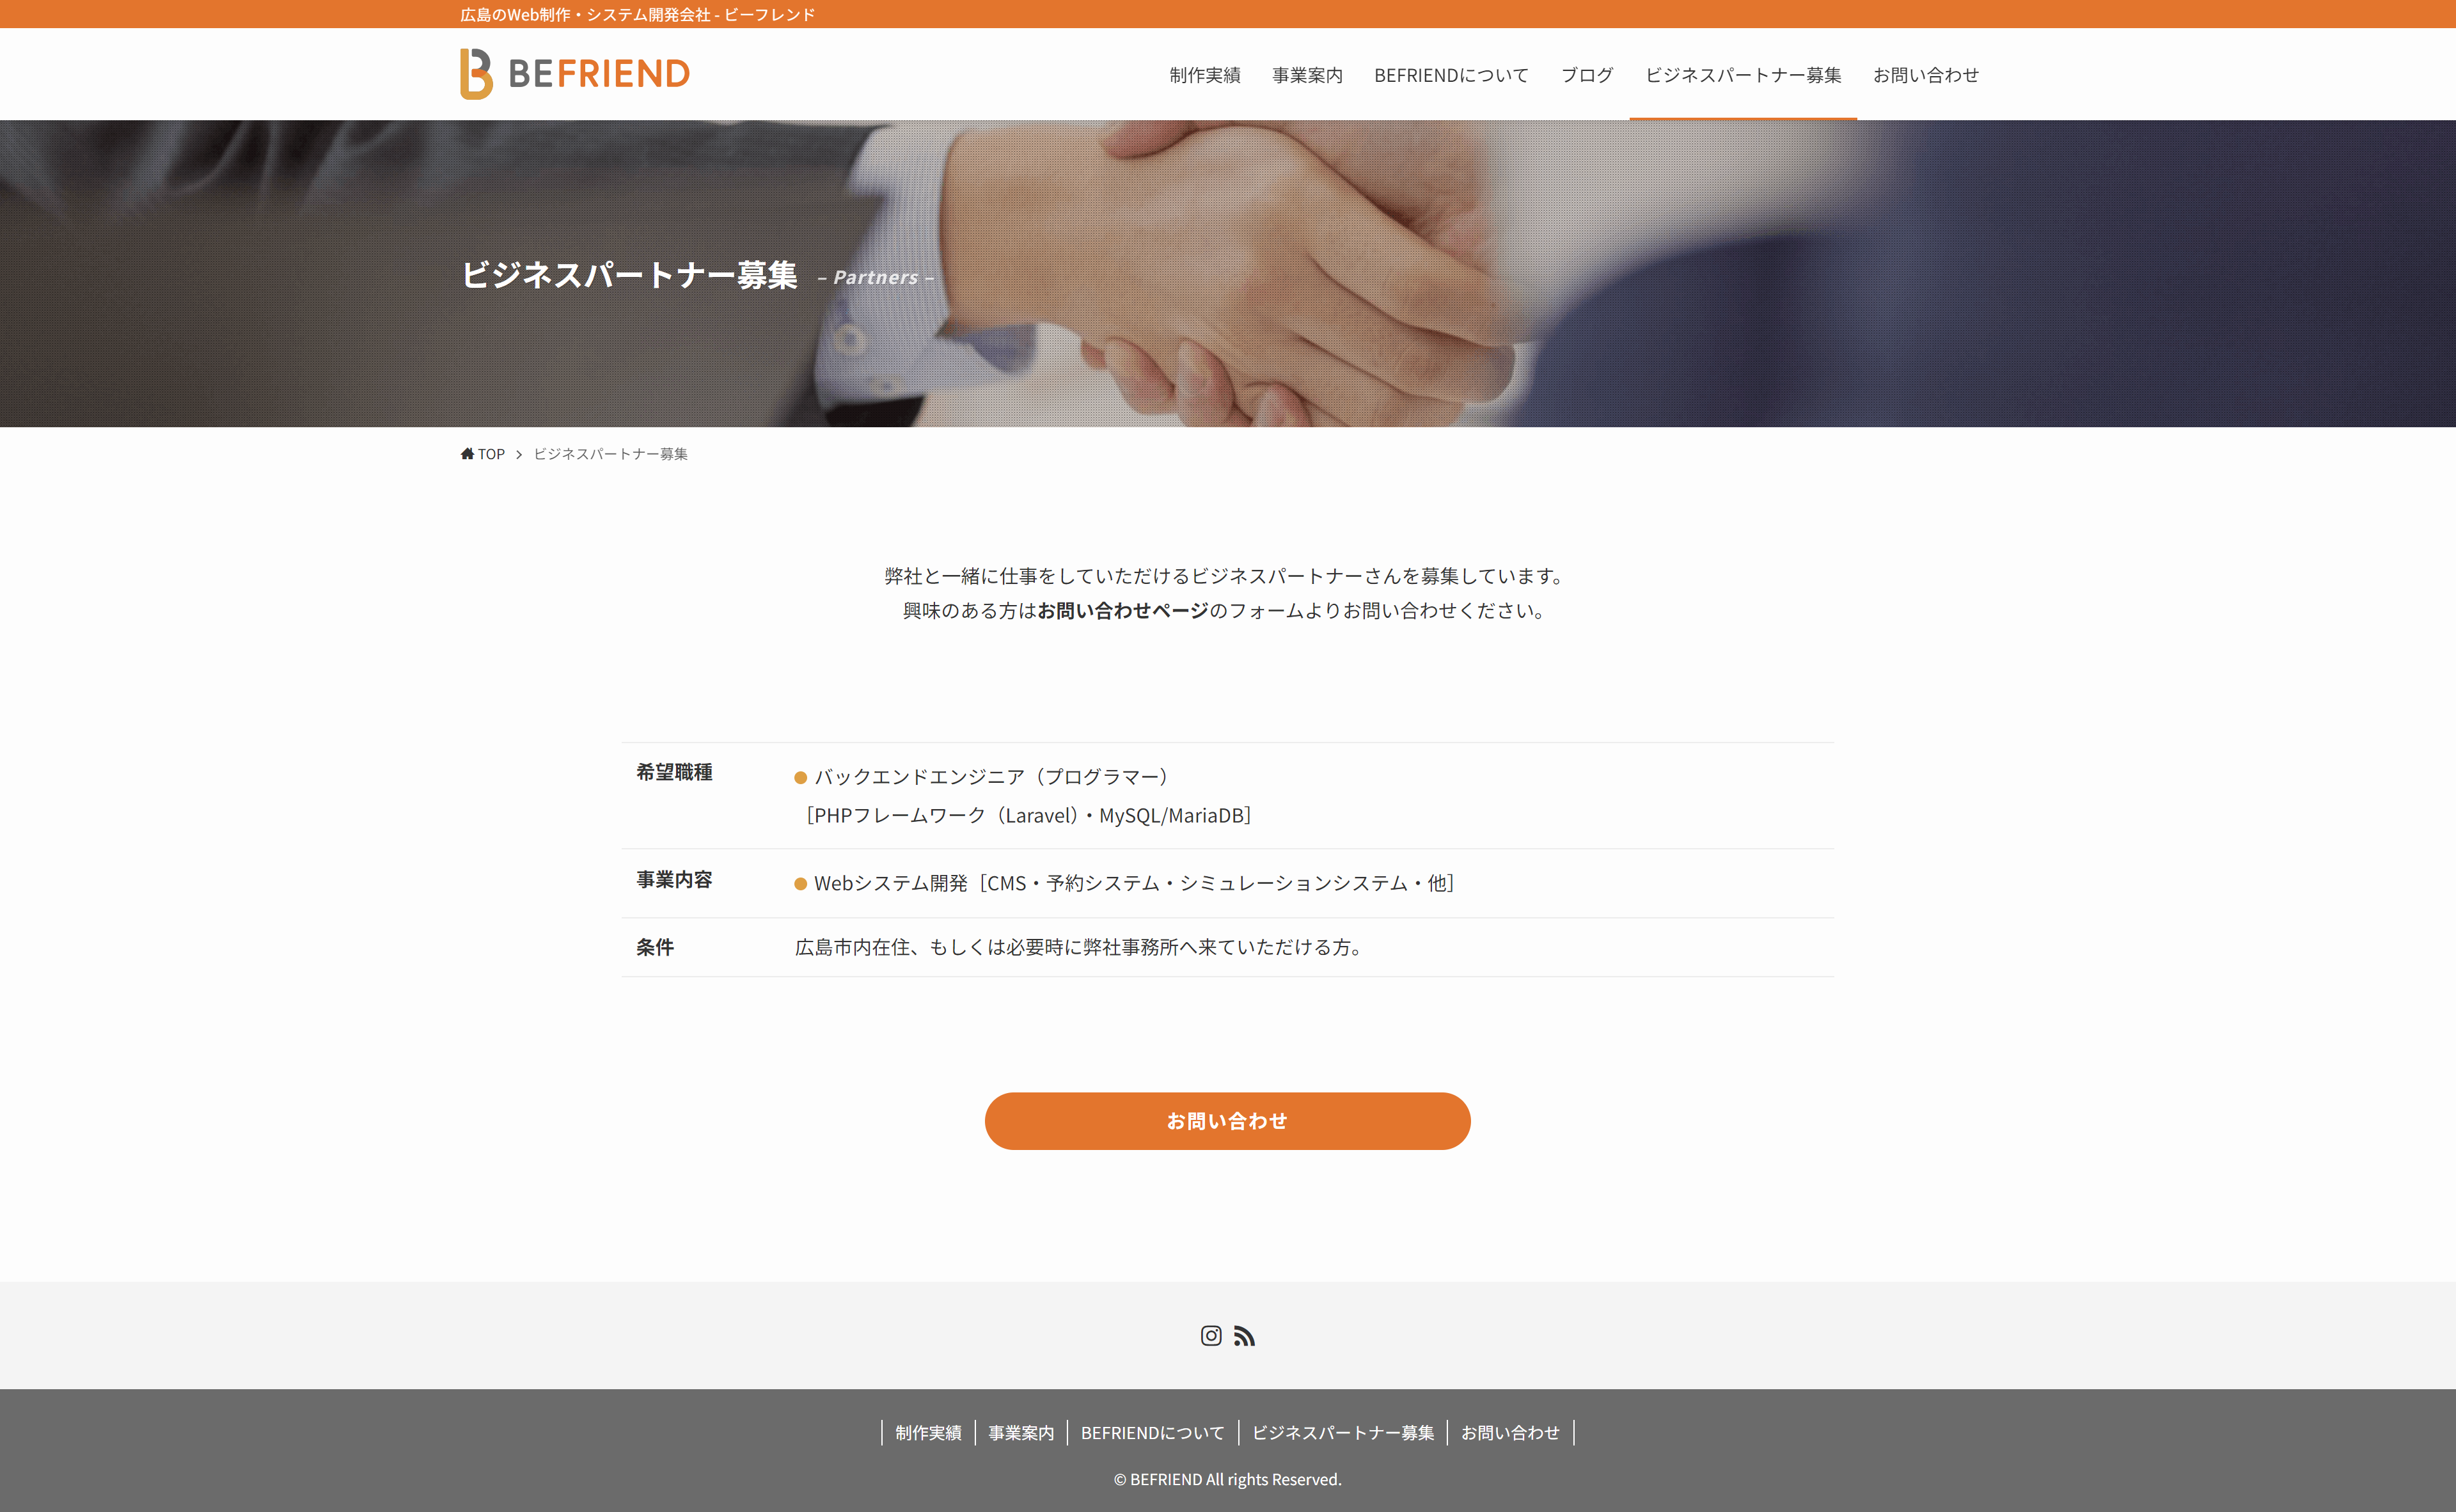 広島のWeb制作・システム開発会社 - ビーフレンド
BEFRIEND
制作実績 事業案内 BEFRIENDについて ブログ ビジネスパートナー募集 お問い合わせ
ビジネスパートナー募集 – Partners –
TOP ビジネスパートナー募集
弊社と一緒に仕事をしていただけるビジネスパートナーさんを募集しています。
興味のある方はお問い合わせページのフォームよりお問い合わせください。
希望職種 バックエンドエンジニア（プログラマー）
［PHPフレームワーク（Laravel）・MySQL/MariaDB］
事業内容 Webシステム開発［CMS・予約システム・シミュレーションシステム・他］
条件 広島市内在住、もしくは必要時に弊社事務所へ来ていただける方。
お問い合わせ
制作実績 事業案内 BEFRIENDについて ビジネスパートナー募集 お問い合わせ
© BEFRIEND All rights Reserved.